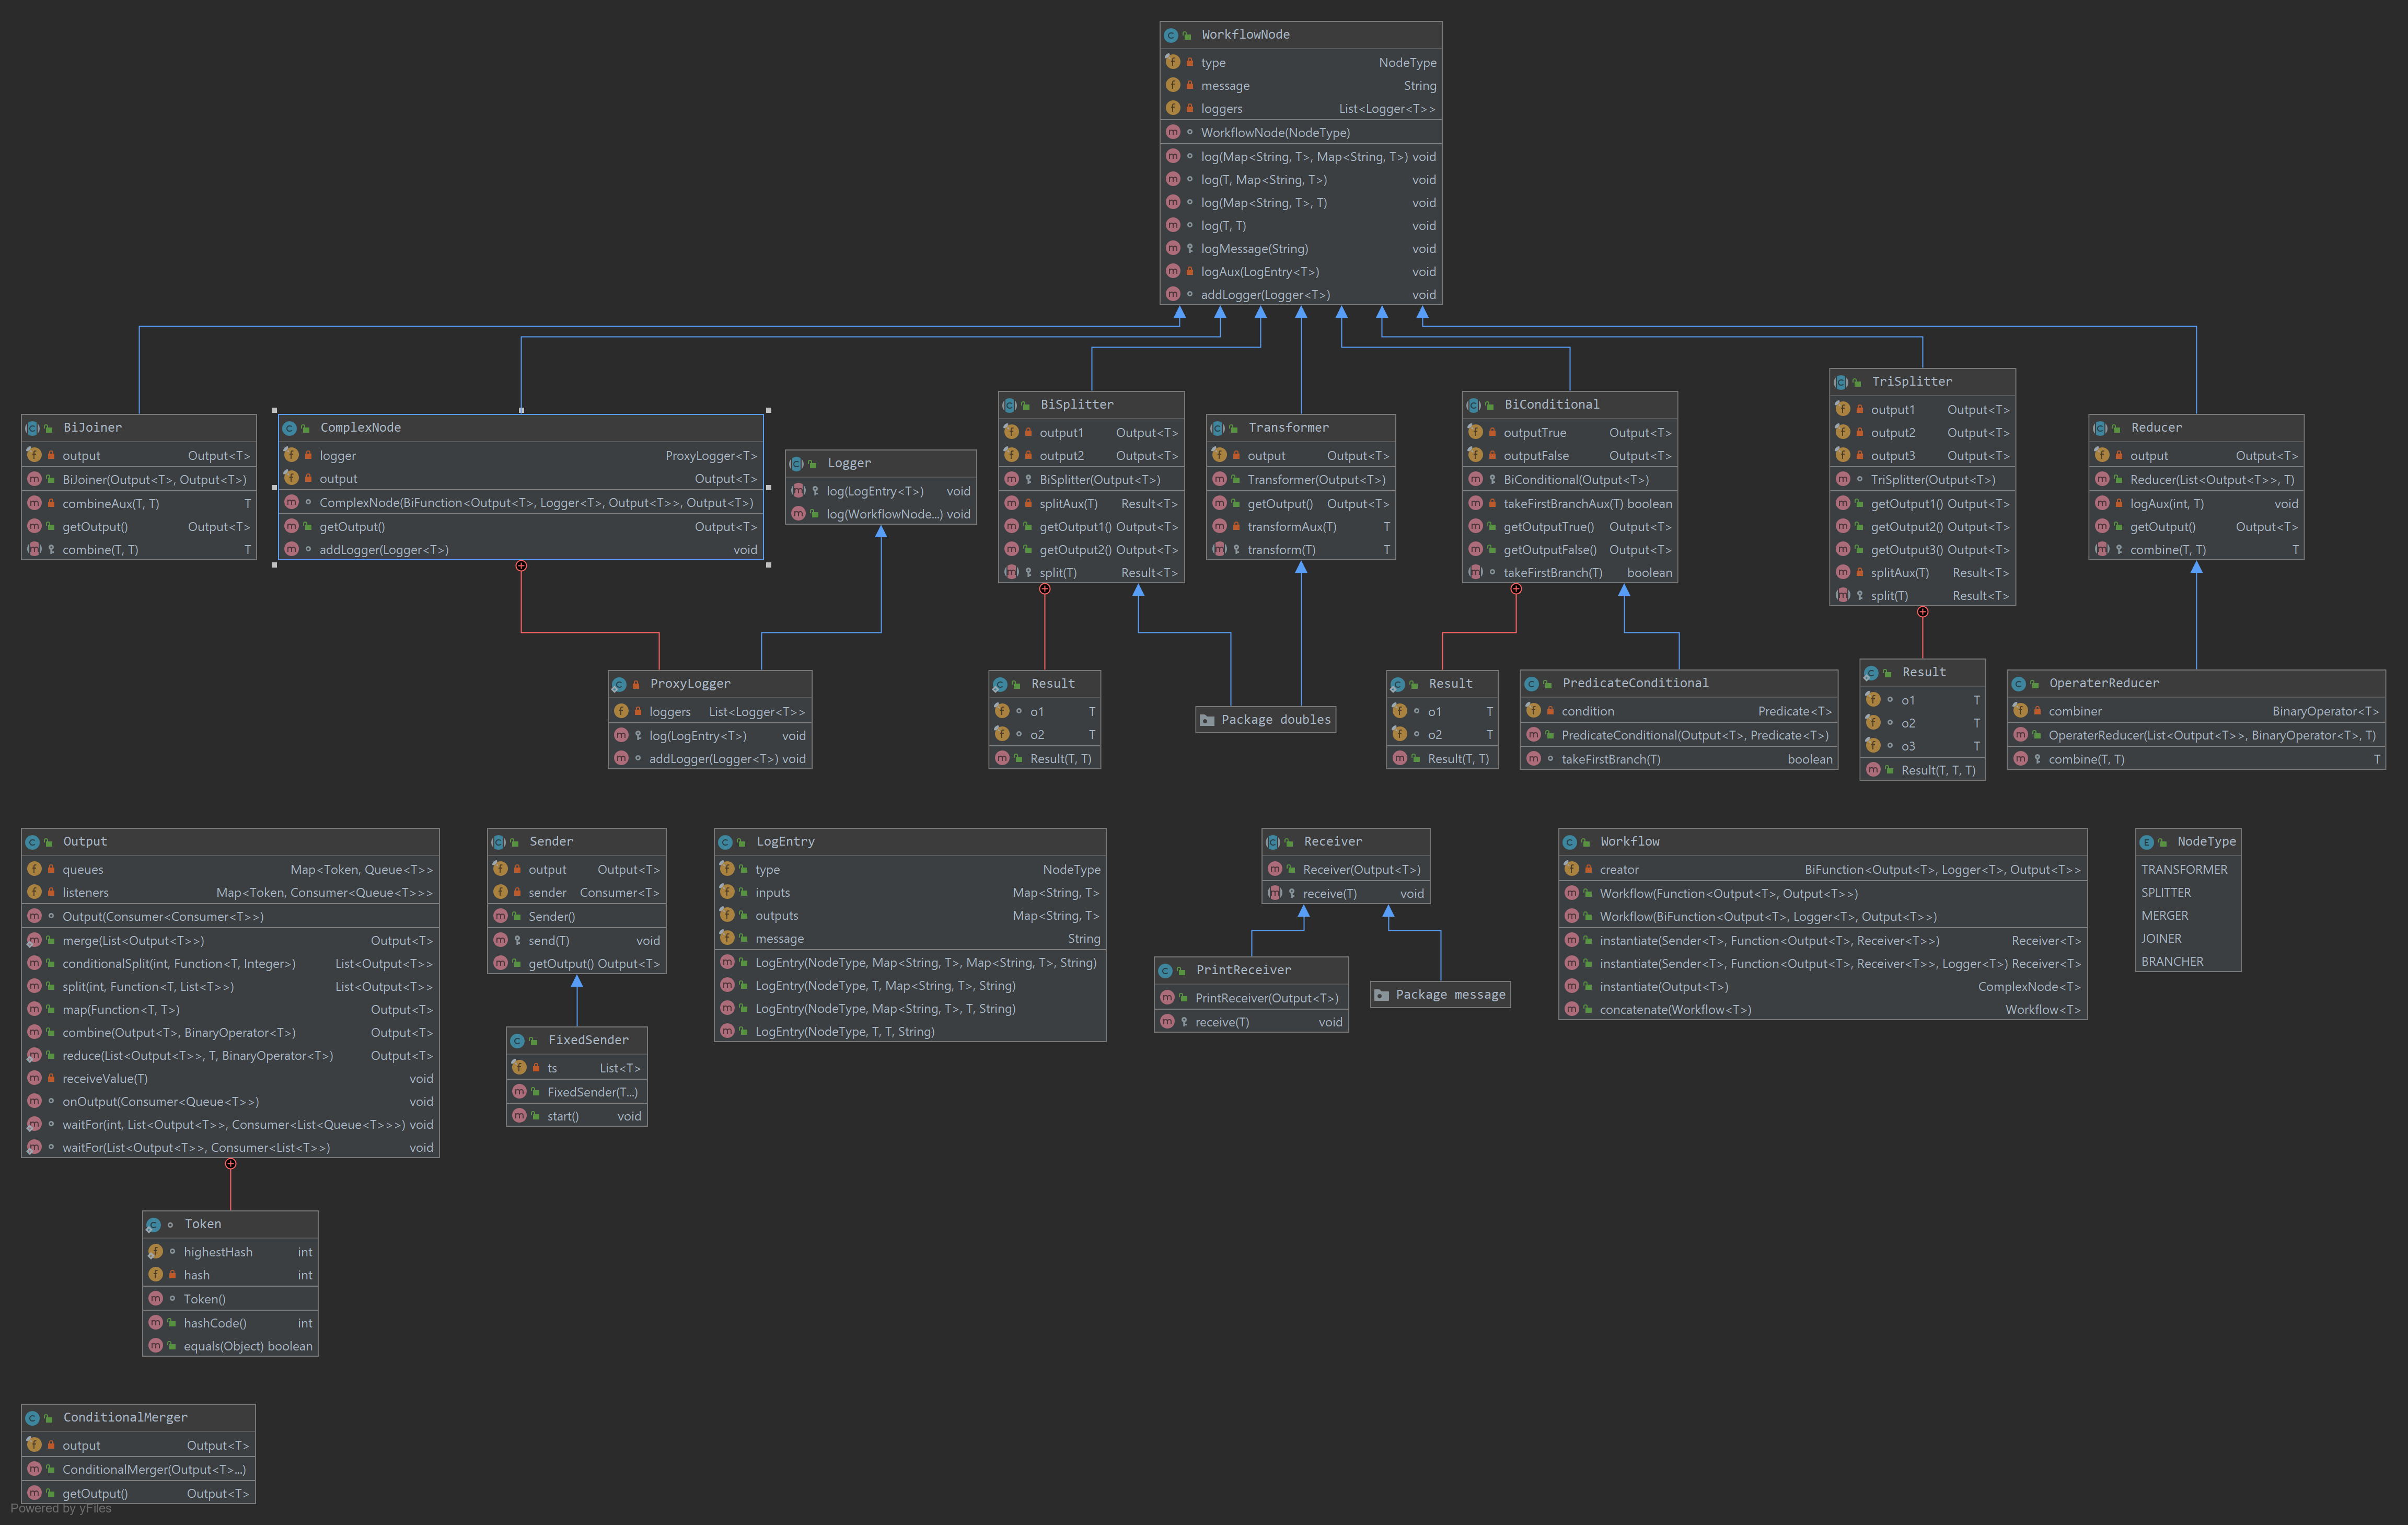 WorkflowNode
type NodeType
message String
loggers List<Logger<T>>
WorkflowNode(NodeType)
log(Map<String, T>, Map<String, T>) void
log(T, Map<String, T>) void
log(Map<String, T>, T) void
log(T, T) void
logMessage(String) void
logAux(LogEntry<T>) void
addLogger(Logger<T>) void
BiJoiner
output Output<T>
BiJoiner(Output<T>, Output<T>)
combineAux(T, T) T
getOutput() Output<T>
combine(T, T) T
ComplexNode
logger ProxyLogger<T>
output Output<T>
ComplexNode(BiFunction<Output<T>, Logger<T>, Output<T>>, Output<T>)
getOutput() Output<T>
addLogger(Logger<T>) void
Logger
log(LogEntry<T>) void
log(WorkflowNode...) void
BiSplitter
output1 Output<T>
output2 Output<T>
BiSplitter(Output<T>)
splitAux(T) Result<T>
getOutput1() Output<T>
getOutput2() Output<T>
split(T) Result<T>
Transformer
output Output<T>
Transformer(Output<T>)
getOutput() Output<T>
transformAux(T) T
transform(T) T
BiConditional
outputTrue Output<T>
outputFalse Output<T>
BiConditional(Output<T>)
takeFirstBranchAux(T) boolean
getOutputTrue() Output<T>
getOutputFalse() Output<T>
takeFirstBranch(T) boolean
TriSplitter
output1 Output<T>
output2 Output<T>
output3 Output<T>
TriSplitter(Output<T>)
getOutput1() Output<T>
getOutput2() Output<T>
getOutput3() Output<T>
splitAux(T) Result<T>
split(T) Result<T>
Reducer
output Output<T>
Reducer(List<Output<T>>, T)
logAux(int, T) void
getOutput() Output<T>
combine(T, T) T
ProxyLogger
loggers List<Logger<T>>
log(LogEntry<T>) void
addLogger(Logger<T>) void
Result
o1 T
o2 T
Result(T, T)
Package doubles
Result
o1 T
o2 T
Result(T, T)
PredicateConditional
condition Predicate<T>
PredicateConditional(Output<T>, Predicate<T>)
takeFirstBranch(T) boolean
Result
o1 T
o2 T
o3 T
Result(T, T, T)
OperaterReducer
combiner BinaryOperator<T>
OperaterReducer(List<Output<T>>, BinaryOperator<T>, T)
combine(T, T) T
Output
queues Map<Token, Queue<T>>
listeners Map<Token, Consumer<Queue<T>>>
Output(Consumer<Consumer<T>>)
merge(List<Output<T>>) Output<T>
conditionalSplit(int, Function<T, Integer>) List<Output<T>>
split(int, Function<T, List<T>>) List<Output<T>>
map(Function<T, T>) Output<T>
combine(Output<T>, BinaryOperator<T>) Output<T>
reduce(List<Output<T>>, T, BinaryOperator<T>) Output<T>
receiveValue(T) void
onOutput(Consumer<Queue<T>>) void
waitFor(int, List<Output<T>>, Consumer<List<Queue<T>>>) void
waitFor(List<Output<T>>, Consumer<List<T>>) void
Sender
output Output<T>
sender Consumer<T>
Sender()
send(T) void
getOutput() Output<T>
FixedSender
ts List<T>
FixedSender(T...)
start() void
LogEntry
type NodeType
inputs Map<String, T>
outputs Map<String, T>
message String
LogEntry(NodeType, Map<String, T>, Map<String, T>, String)
LogEntry(NodeType, T, Map<String, T>, String)
LogEntry(NodeType, Map<String, T>, T, String)
LogEntry(NodeType, T, T, String)
Receiver
Receiver(Output<T>)
receive(T) void
PrintReceiver
PrintReceiver(Output<T>)
receive(T) void
Package message
Workflow
creator BiFunction<Output<T>, Logger<T>, Output<T>>
Workflow(Function<Output<T>, Output<T>>)
Workflow(BiFunction<Output<T>, Logger<T>, Output<T>>)
instantiate(Sender<T>, Function<Output<T>, Receiver<T>>) Receiver<T>
instantiate(Sender<T>, Function<Output<T>, Receiver<T>>, Logger<T>) Receiver<T>
instantiate(Output<T>) ComplexNode<T>
concatenate(Workflow<T>) Workflow<T>
NodeType
TRANSFORMER
SPLITTER
MERGER
JOINER
BRANCHER
Token
highestHash int
hash int
Token()
hashCode() int
equals(Object) boolean
ConditionalMerger
output Output<T>
ConditionalMerger(Output<T>...)
getOutput() Output<T>
Powered by yFiles